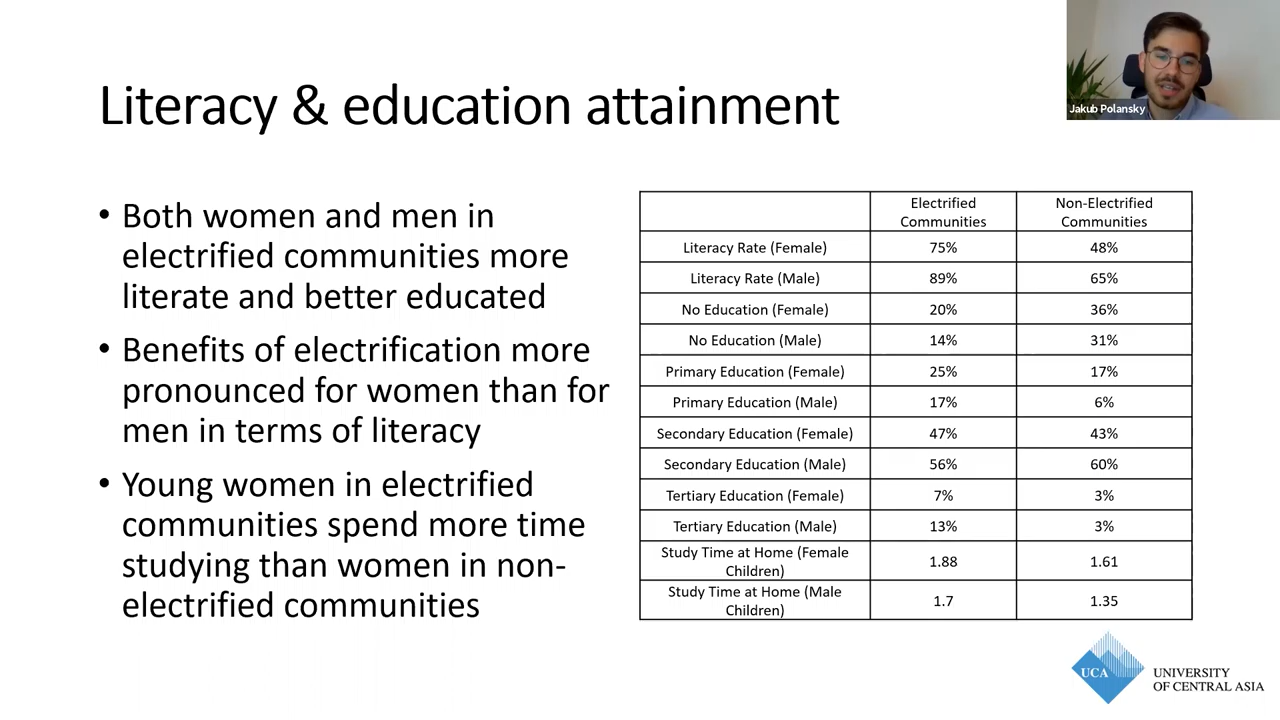 Jakub Polansky
Literacy & education attainment
• Both women and men in
electrified communities more
literate and better educated
• Benefits of electrification more
pronounced for women than for
men in terms of literacy
• Young women in electrified
communities spend more time
studying than women in non-
electrified communities
Electrified
Communities
Non-Electrified
Communities
Literacy Rate (Female) 75% 48%
Literacy Rate (Male) 89% 65%
No Education (Female) 20% 36%
No Education (Male) 14% 31%
Primary Education (Female) 25% 17%
Primary Education (Male) 17% 6%
Secondary Education (Female) 47% 43%
Secondary Education (Male) 56% 60%
Tertiary Education (Female) 7% 3%
Tertiary Education (Male) 13% 3%
Study Time at Home (Female
Children) 1.88 1.61
Study Time at Home (Male
Children) 1.7 1.35
UCA
UNIVERSITY
OF CENTRAL ASIA